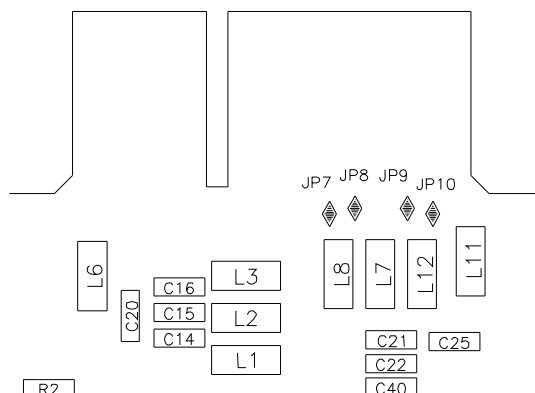 JP7 JP8 JP9 JP10
L6 L8 L7 L12 L11
L3
C16
C20 C15 L2
C14
L1
C21 C25
C22
R2 C40